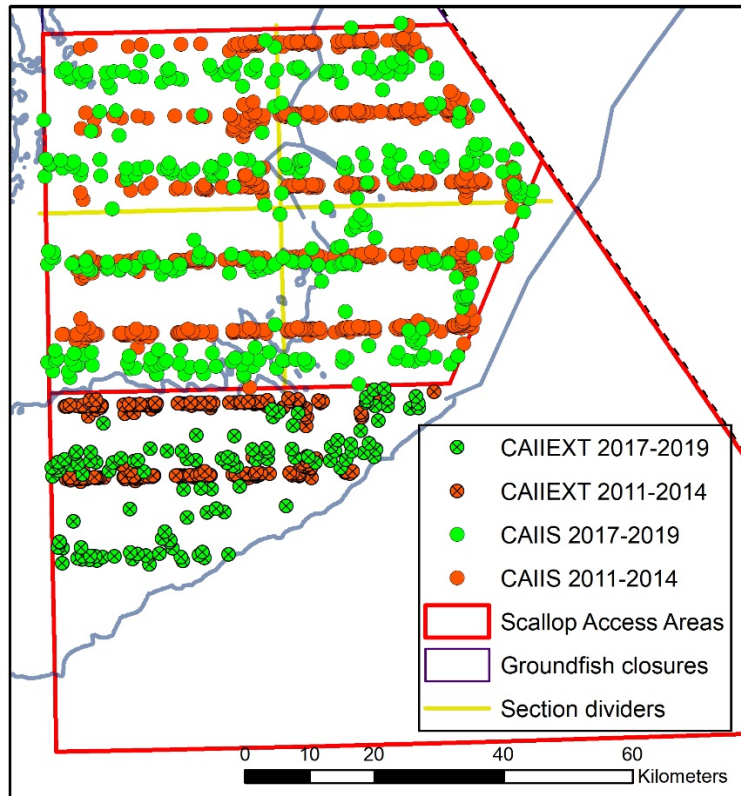 CAIIEXT 2017-2019
CAIIEXT 2011-2014
CAIIS 2017-2019
CAIIS 2011-2014
Scallop Access Areas
Groundfish closures
Section dividers
0 10 20 40 60
Kilometers